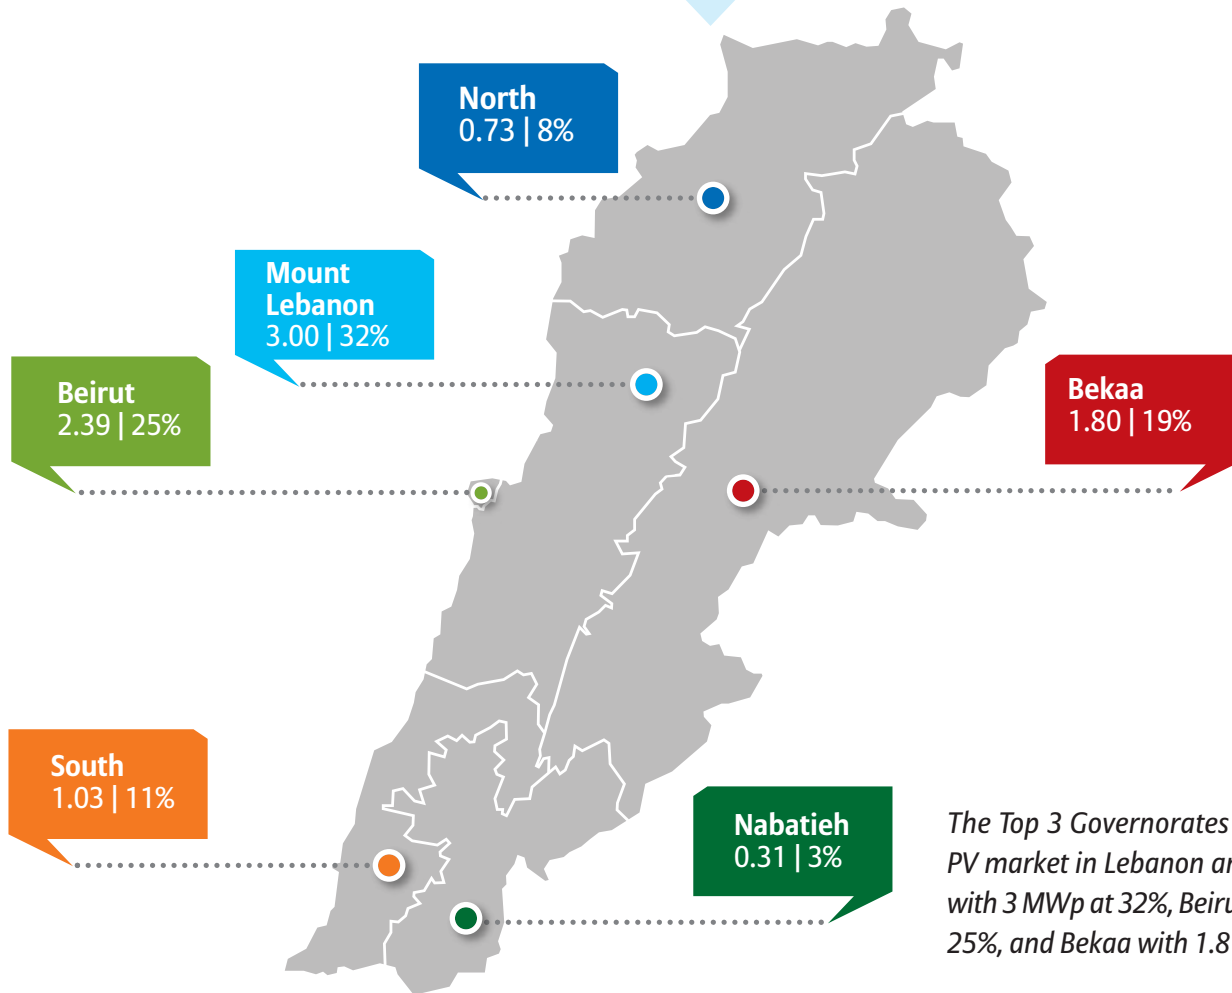 North
0.73 | 8%
Mount
Lebanon
3.00 | 32%
Beirut
2.39 | 25%
Bekaa
1.80 | 19%
South
1.03 | 11%
Nabatieh
0.31 | 3%
The Top 3 Governorates
PV market in Lebanon
with 3 MWp at 32%,
25%, and Bekaa with 1.8